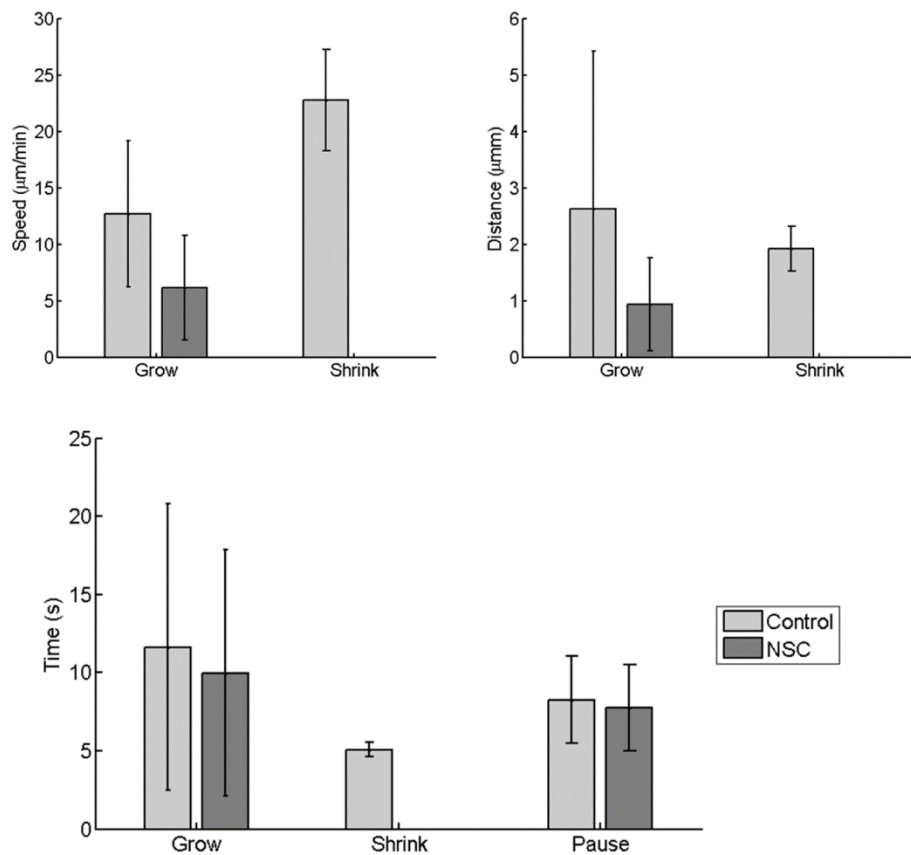 Speed (μm/min)
30
25
20
15
10
5
0
Grow Shrink
Distance (μmm)
6
5
4
3
2
1
0
Grow Shrink
Time (s)
25
20
15
10
5
0
Grow Shrink Pause
Control
NSC